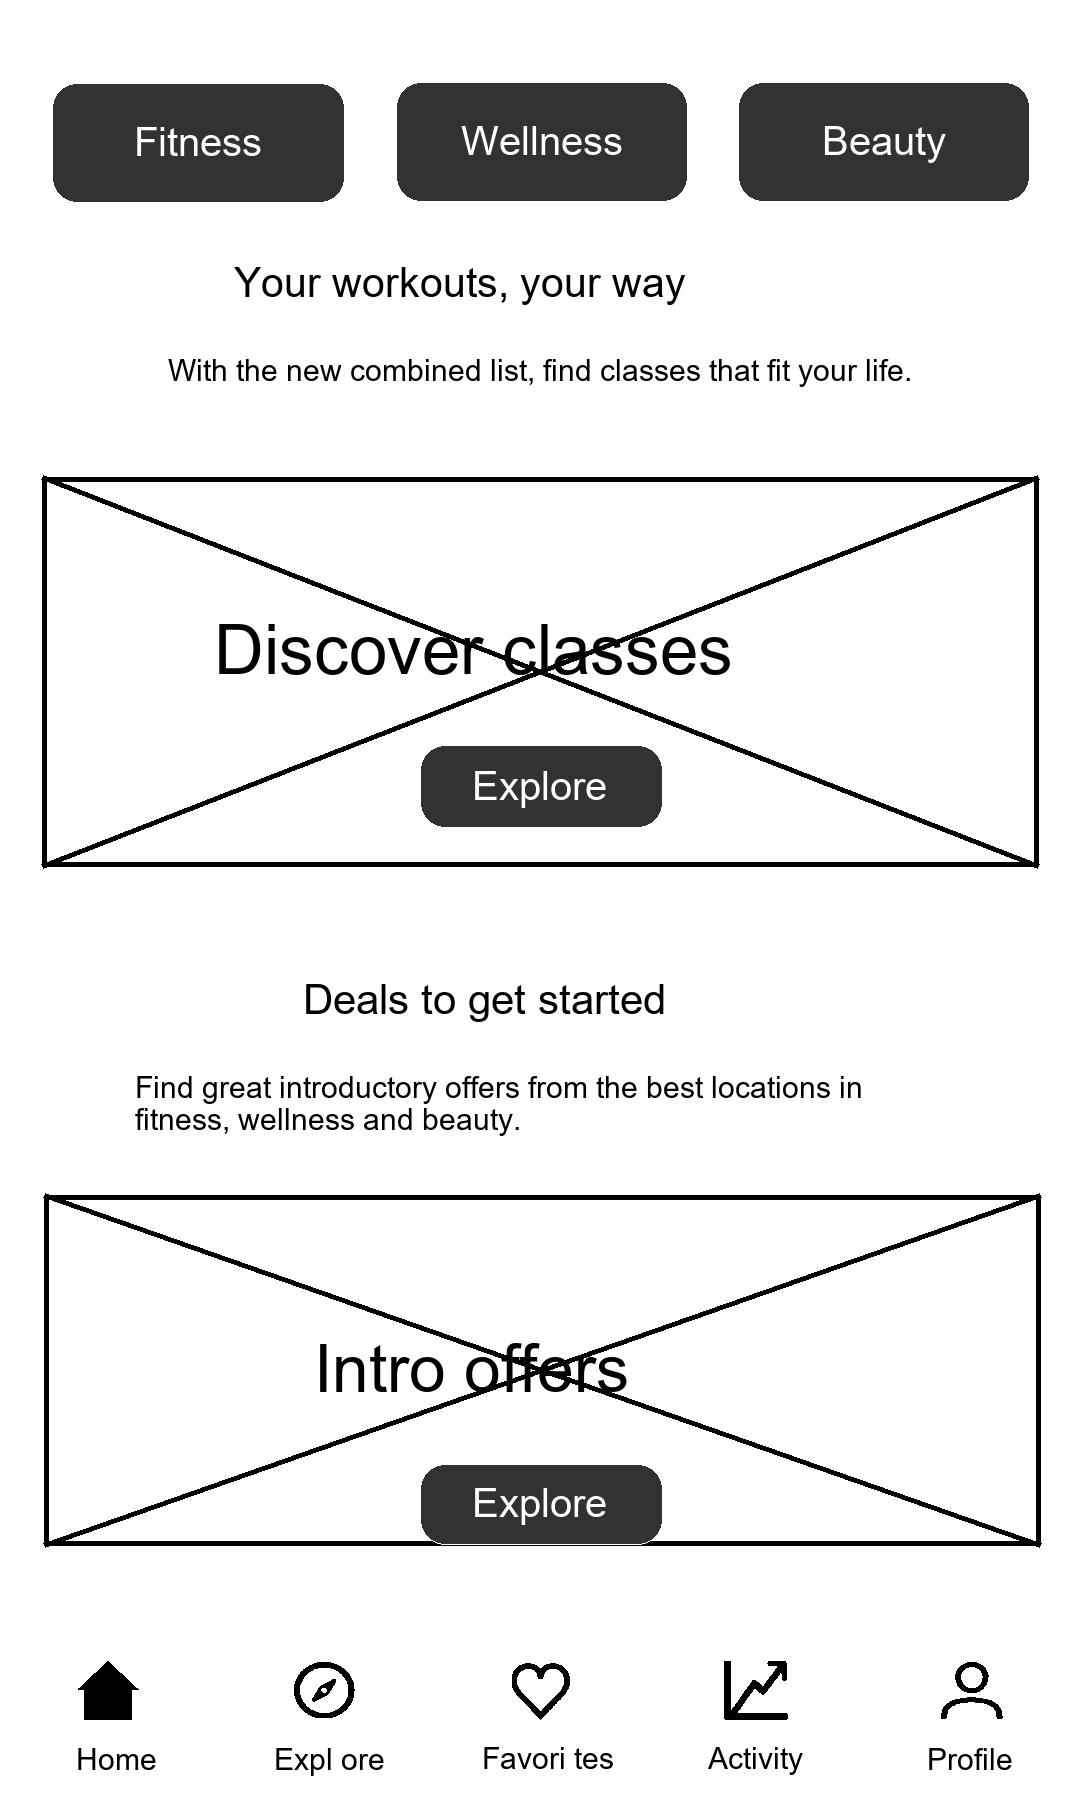 Fitness
Wellness
Beauty
Your workouts, your way
With the new combined list, find classes that fit your life.
Discover classes
Explore
Deals to get started
Find great introductory offers from the best locations in
fitness, wellness and beauty.
Intro offers
Explore
Home
Expl ore
Favori tes
Activity
Profile